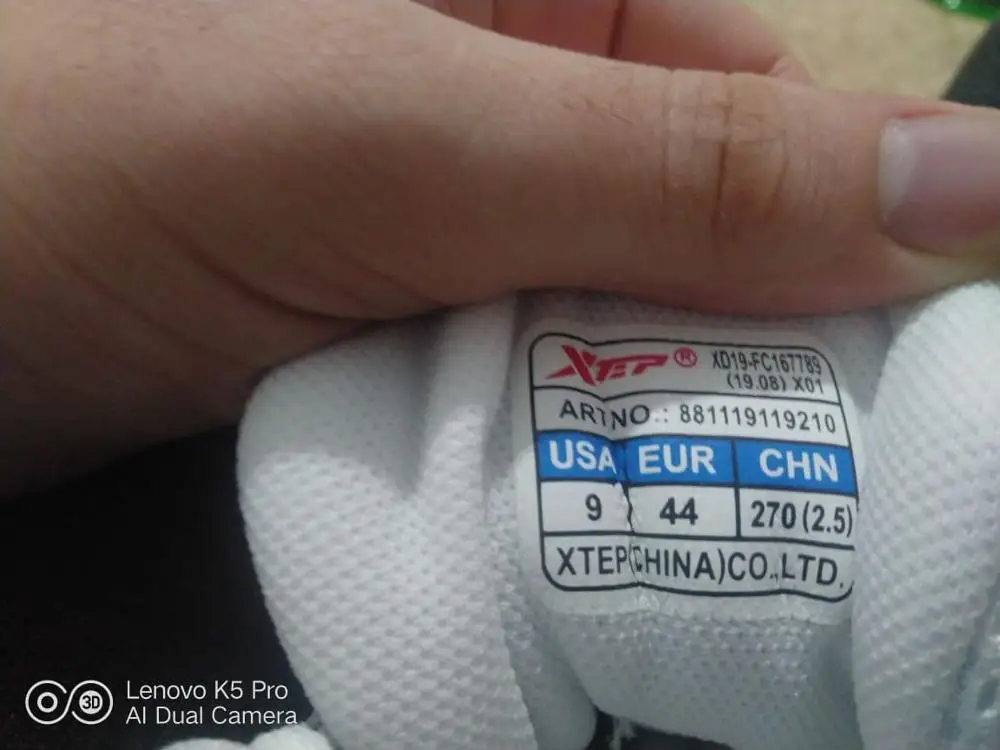 XTEP® XD19-FC167789
(19.08) X01
ART NO.: 881119119210
USA EUR CHN
9 44 270(2.5)
XTEP(CHINA)CO.,LTD.
3D Lenovo K5 Pro
AI Dual Camera